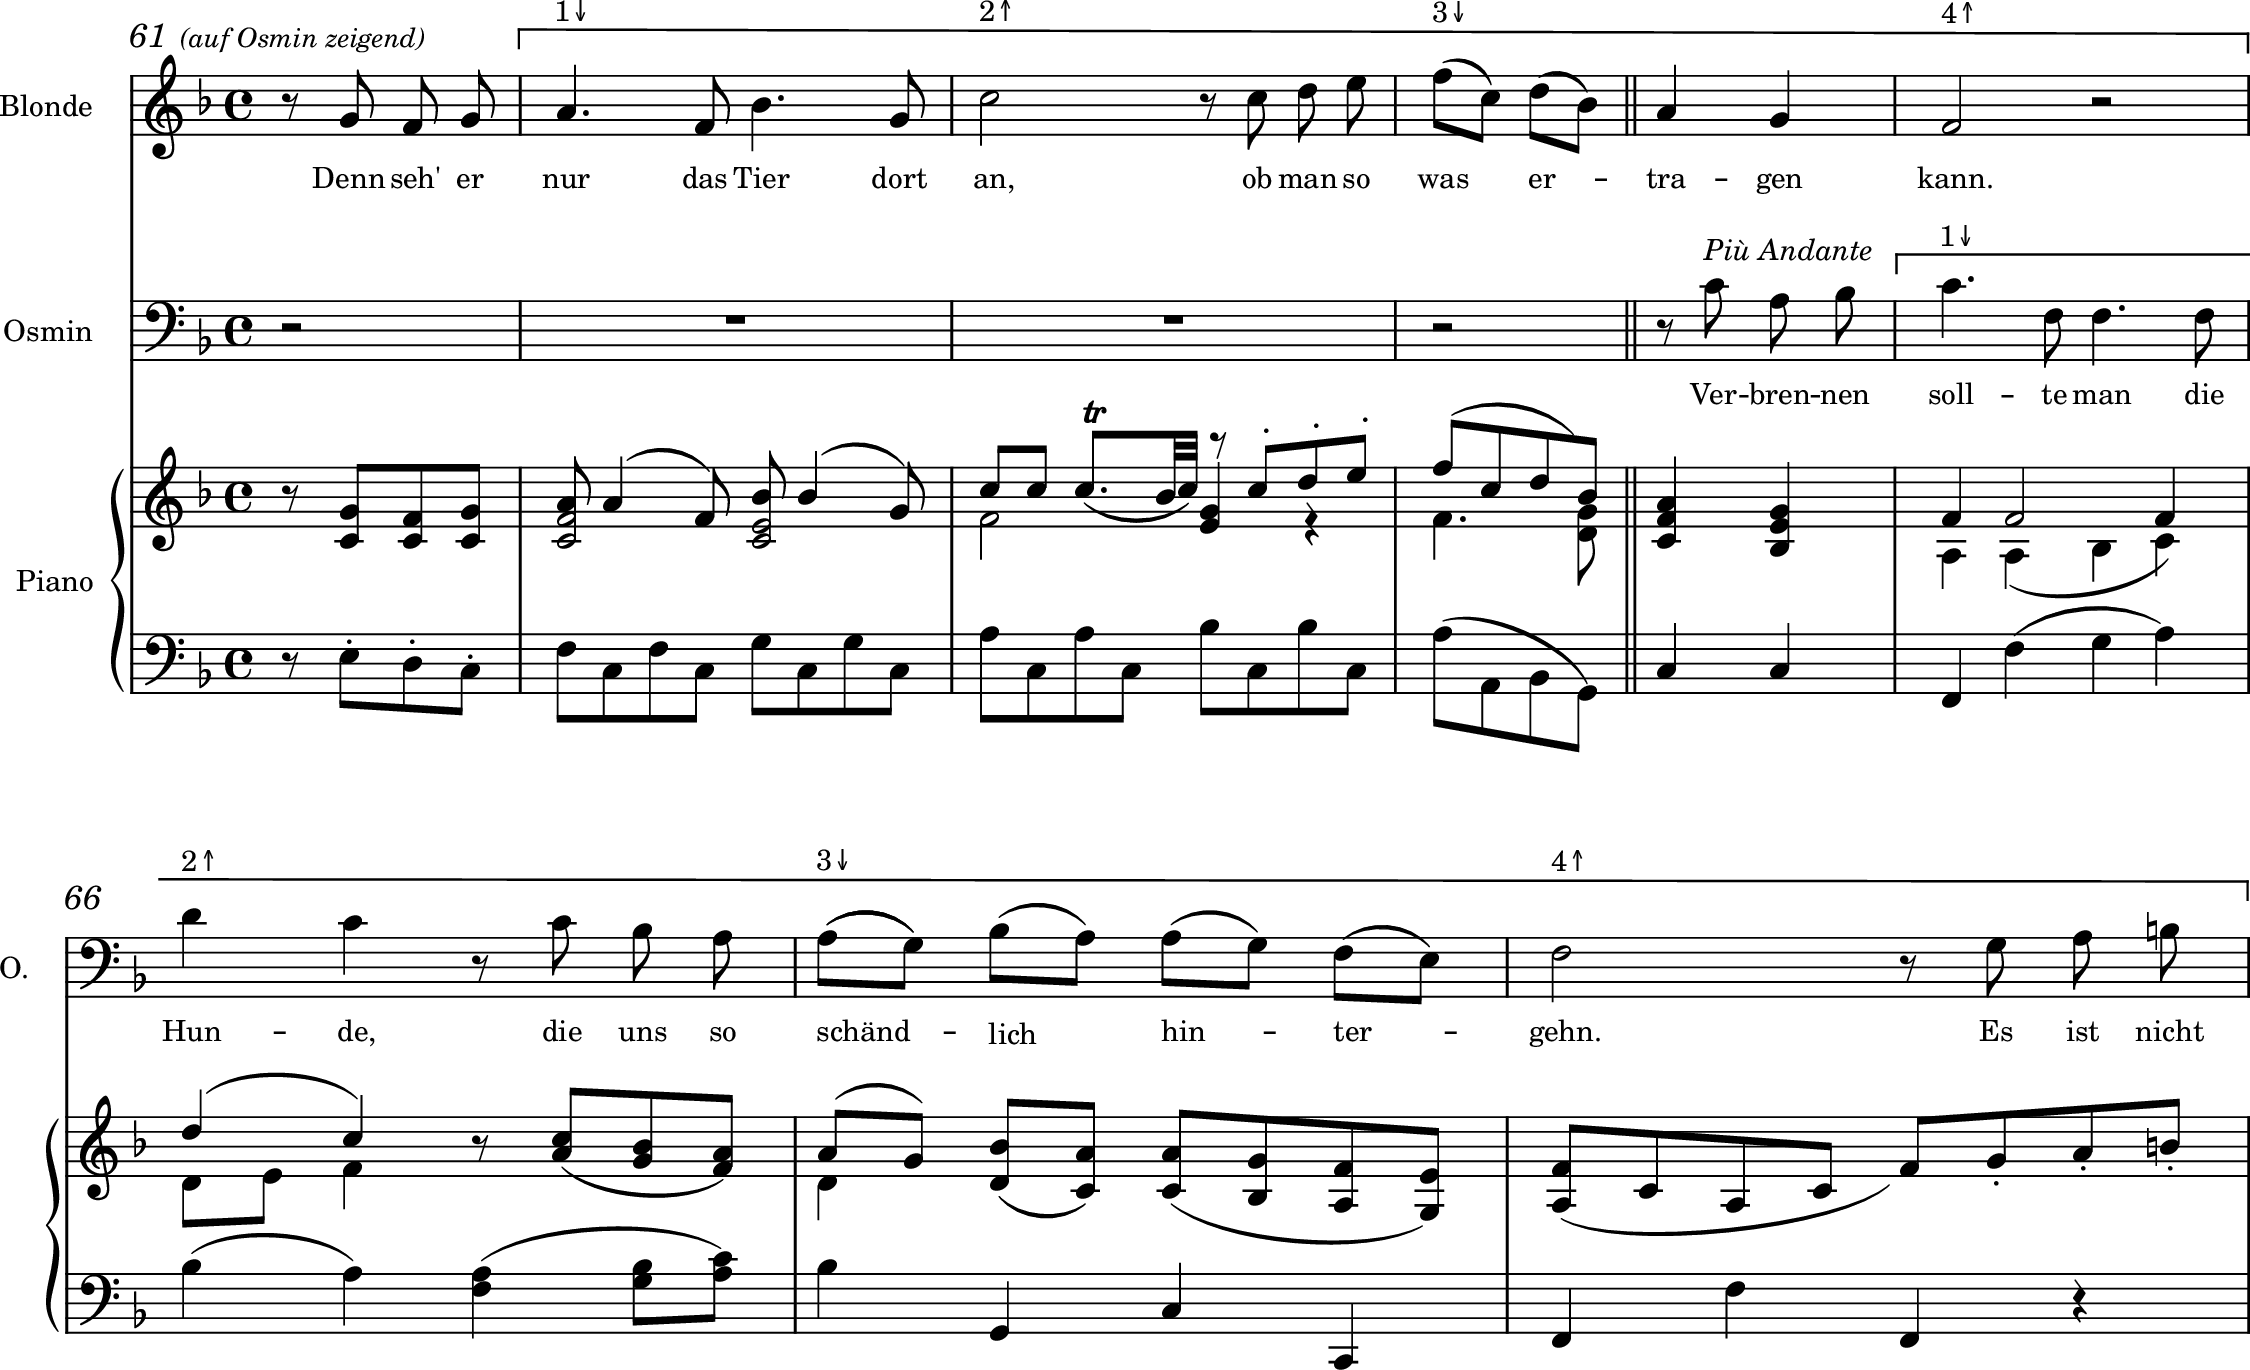 1↓ 2↑ 3↓ 4↑
61 (auf Osmin zeigend)
Blonde
Denn seh' er nur das Tier dort an, ob man so was er - tra - gen kann.
Più Andante 1↓
Osmin
Ver - bren - nen soll - te man die
tr
Piano
2↑ 3↓ 4↑
66
O.
Hun - de, die uns so schänd - lich hin - ter - gehn. Es ist nicht